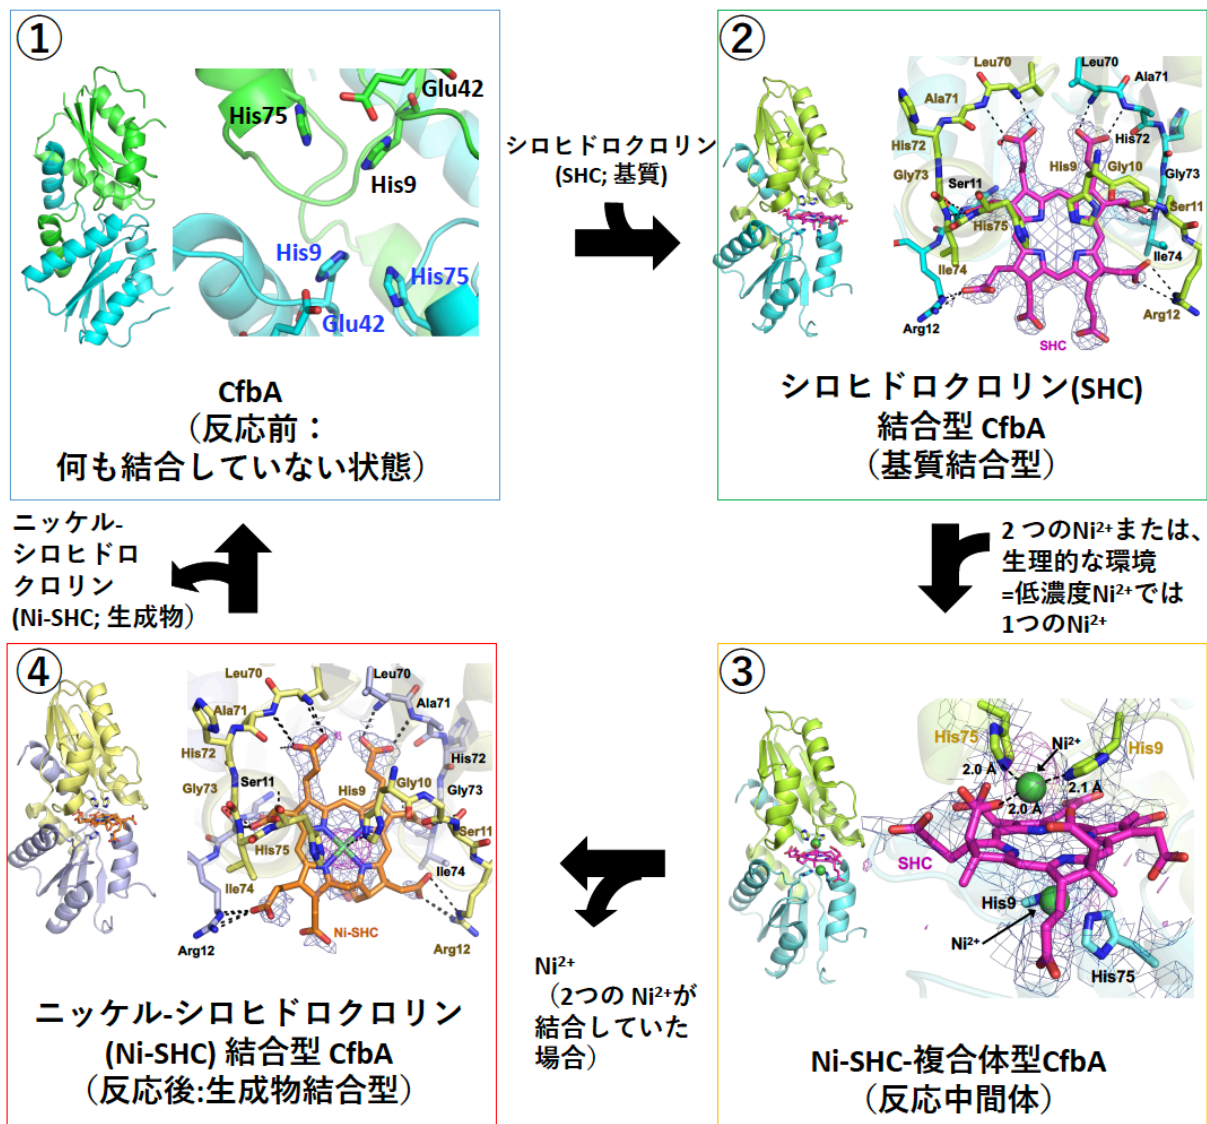 ①
His75
Glu42
His9
His9
His75
Glu42
CfbA
（反応前：
何も結合していない状態）
シロヒドロクロリン
(SHC; 基質)
②
Leu70
Leu70
Ala71
Ala71
His72
His72
His9
Gly10
Gly73
Ser11
Gly73
Ser11
His75
Ile74
Ile74
Arg12
Arg12
SHC
シロヒドロクロリン(SHC)
結合型 CfbA
（基質結合型）
2 つのNi²⁺または、
生理的な環境
=低濃度Ni²⁺では
1つのNi²⁺
③
His75
Ni²⁺
His9
2.0 Å
2.1 Å
2.0 Å
SHC
His9
Ni²⁺
His75
Ni-SHC-複合体型CfbA
（反応中間体）
Ni²⁺
（2つの Ni²⁺が
結合していた
場合）
④
Leu70
Leu70
Ala71
Ala71
His72
His72
Ser11
His9
Gly10
Gly73
Gly73
Ser11
His75
Ile74
Ile74
Ni-SHC
Arg12
Arg12
ニッケル-シロヒドロクロリン
(Ni-SHC) 結合型 CfbA
（反応後:生成物結合型）
ニッケル-
シロヒドロ
クロリン
(Ni-SHC; 生成物）